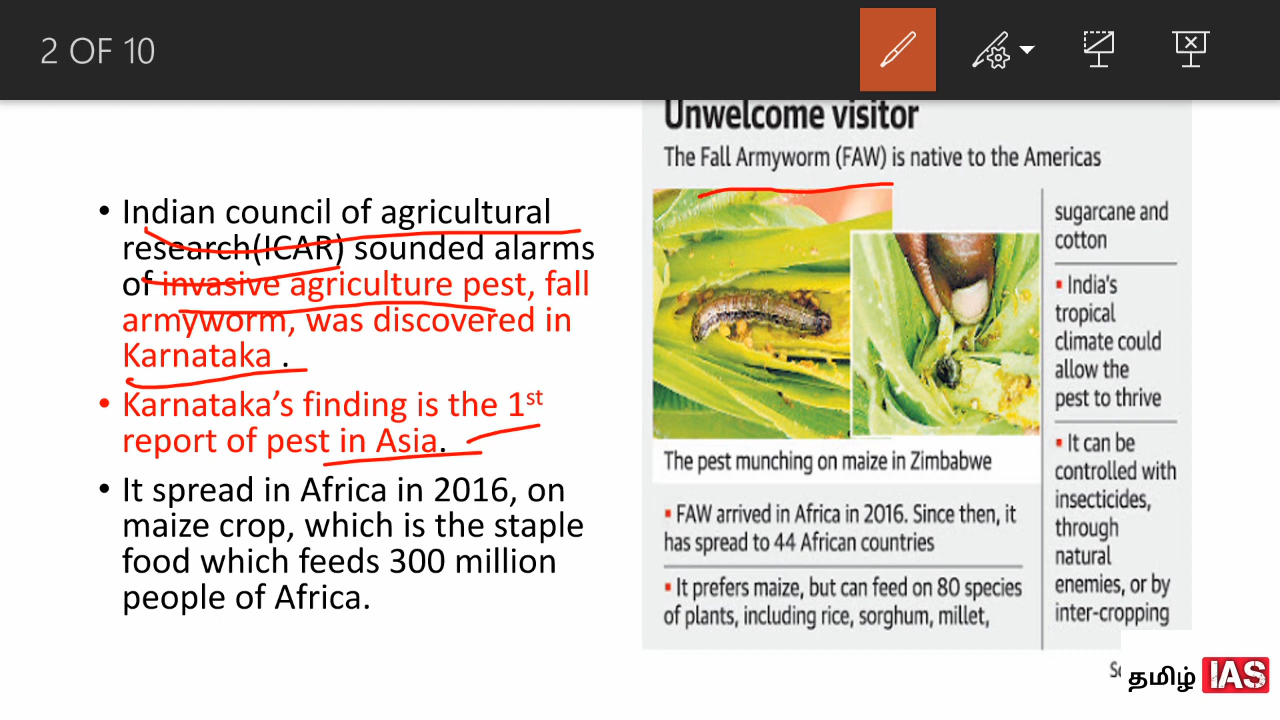 2 OF 10
• Indian council of agricultural
research(ICAR) sounded alarms
of invasive agriculture pest, fall
armyworm, was discovered in
Karnataka .
• Karnataka’s finding is the 1st
report of pest in Asia.
• It spread in Africa in 2016, on
maize crop, which is the staple
food which feeds 300 million
people of Africa.
Unwelcome visitor
The Fall Armyworm (FAW) is native to the Americas
The pest munching on maize in Zimbabwe
▪ FAW arrived in Africa in 2016. Since then, it
has spread to 44 African countries
▪ It prefers maize, but can feed on 80 species
of plants, including rice, sorghum, millet,
sugarcane and
cotton
▪ India's
tropical
climate could
allow the
pest to thrive
▪ It can be
controlled with
insecticides,
through
natural
enemies, or by
inter-cropping
தமிழ் IAS